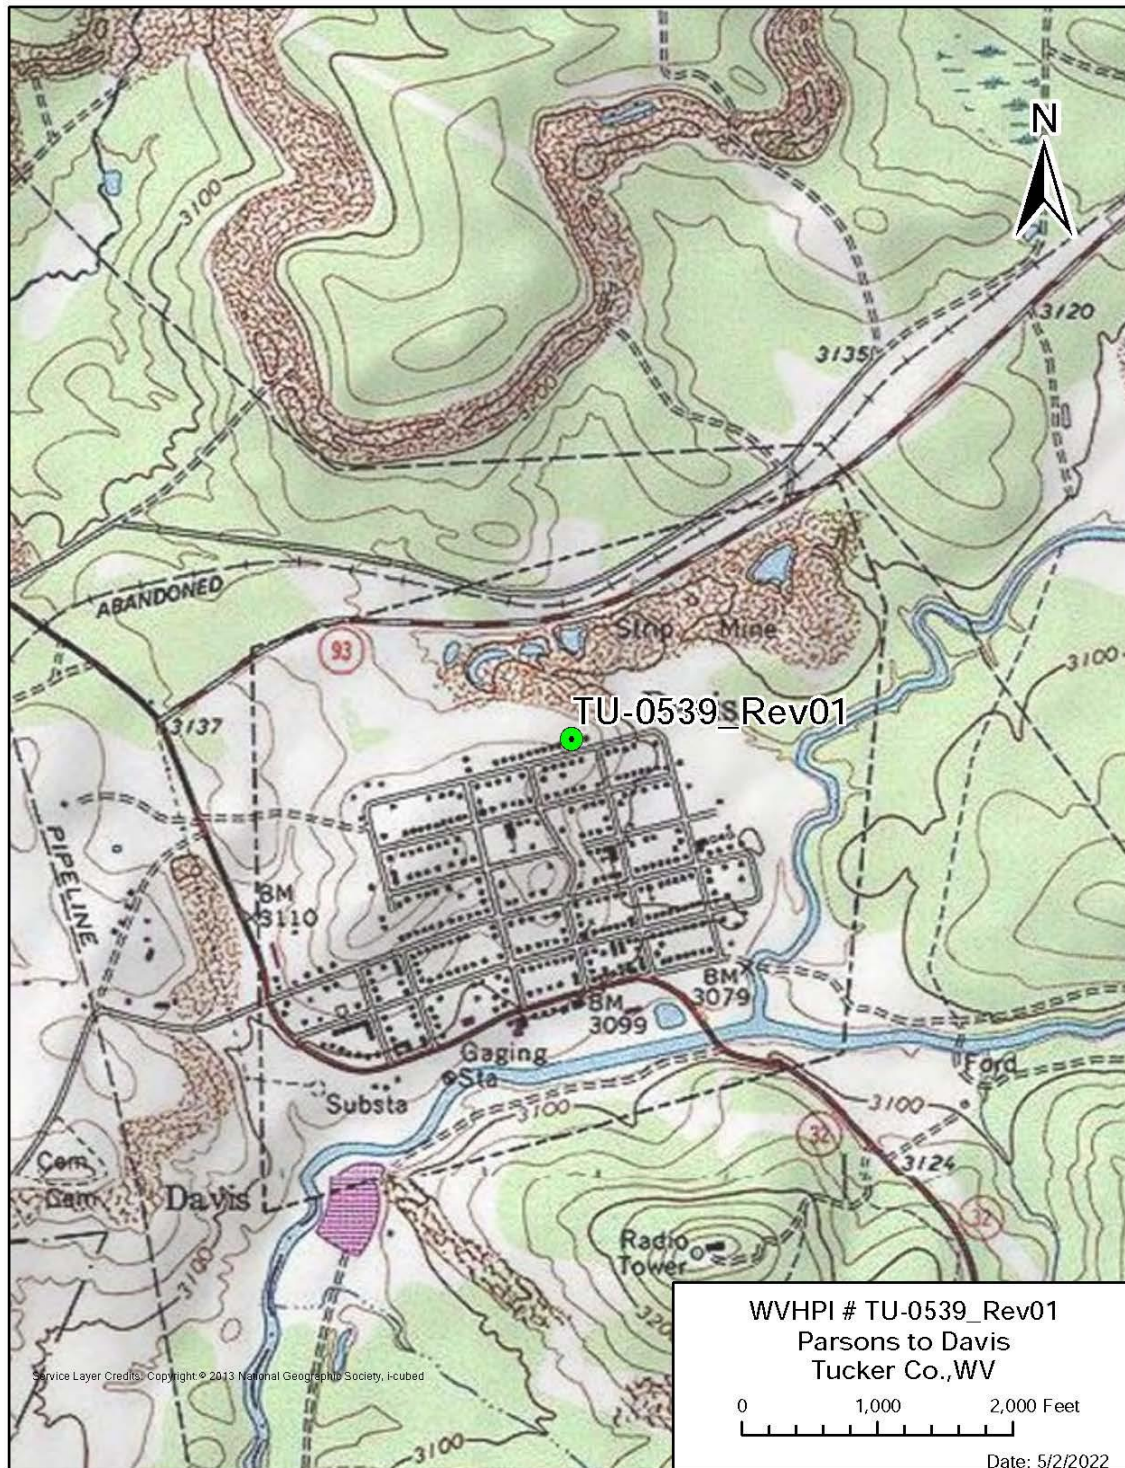 N
3100
3120
3135
3200
ABANDONED
93
Strip Mine
3100
Davis
TU-0539_Rev01
3137
PIPELINE
BM
3110
BM
3079
BM
3099
Gaging
Sta
Ford
Substa
3100
3100
32
3124
Cem
Cem
Davis
32
3100
Radio
Tower
WVHPI # TU-0539_Rev01
Parsons to Davis
Tucker Co.,WV
0 1,000 2,000 Feet
Date: 5/2/2022
Service Layer Credits: Copyright:© 2013 National Geographic Society, i-cubed
3100